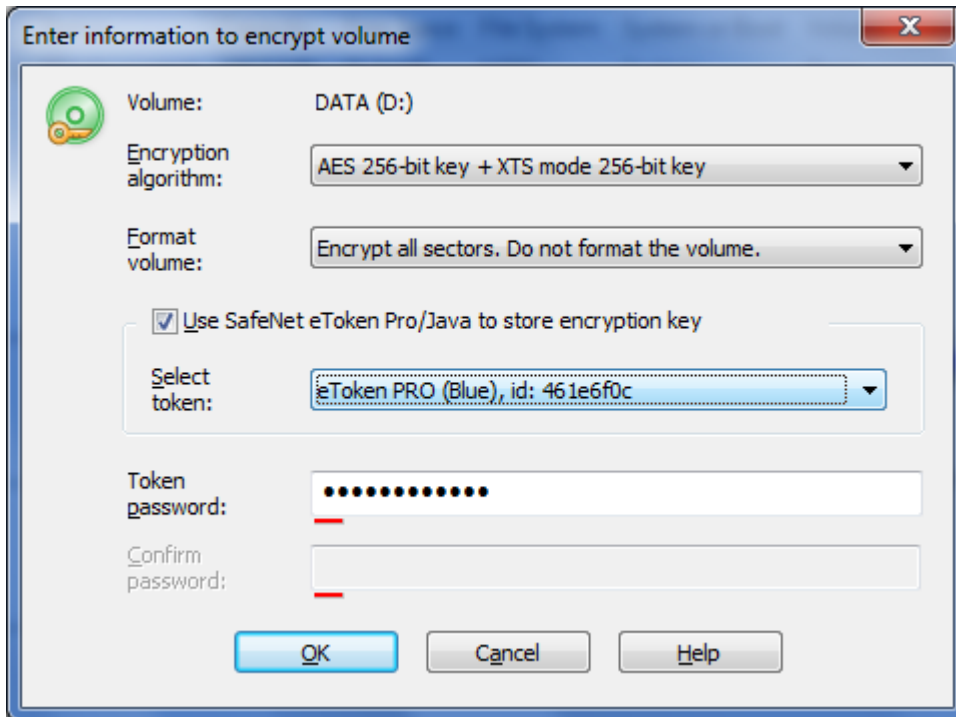 Enter information to encrypt volume
Volume: DATA (D:)
Encryption
algorithm: AES 256-bit key + XTS mode 256-bit key
Format
volume: Encrypt all sectors. Do not format the volume.
Use SafeNet eToken Pro/Java to store encryption key
Select
token: eToken PRO (Blue), id: 461e6f0c
Token
password: ••••••••••••
Confirm
password:
OK Cancel Help